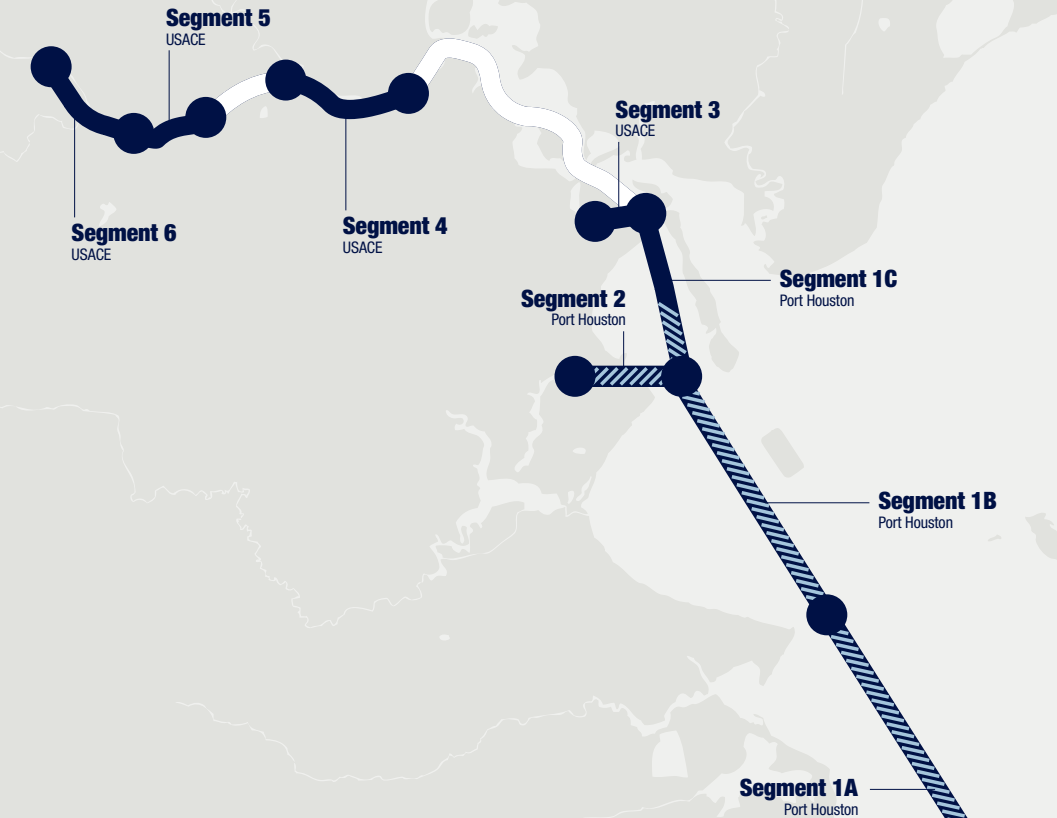 Segment 5
USACE
Segment 3
USACE
Segment 6
USACE
Segment 4
USACE
Segment 1C
Port Houston
Segment 2
Port Houston
Segment 1B
Port Houston
Segment 1A
Port Houston